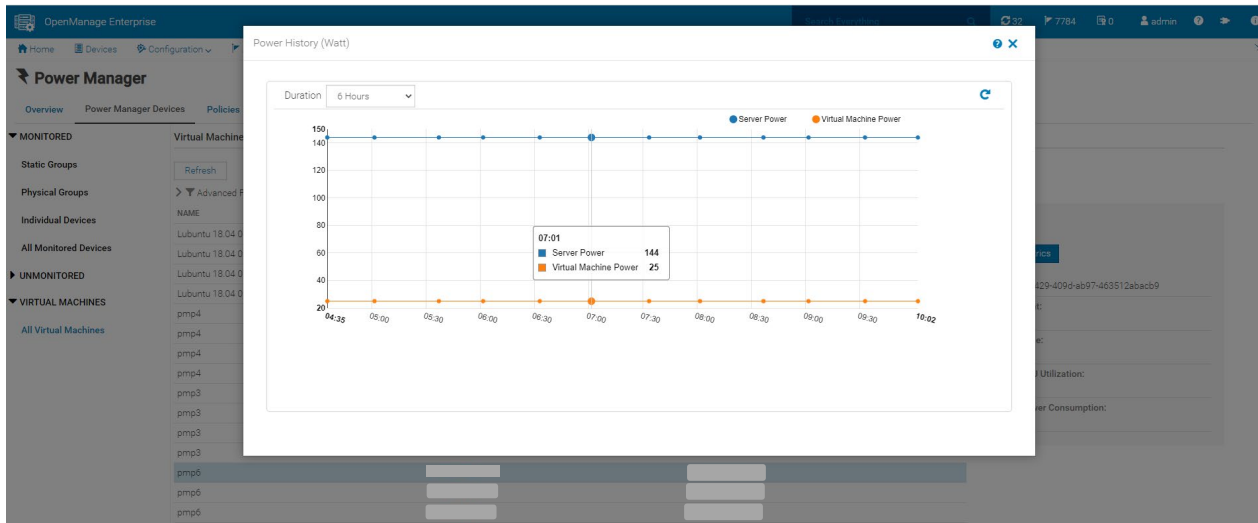 OpenManage Enterprise
Search Everything
32 7784 0 admin
Home Devices Configuration
Power Manager
Overview Power Manager Devices Policies
MONITORED
Static Groups
Physical Groups
Individual Devices
All Monitored Devices
UNMONITORED
VIRTUAL MACHINES
All Virtual Machines
Virtual Machine
Refresh
Advanced F
NAME
Lubuntu 18.04 0
Lubuntu 18.04 0
Lubuntu 18.04 0
Lubuntu 18.04 0
pmp4
pmp4
pmp4
pmp4
pmp3
pmp3
pmp3
pmp3
pmp6
pmp6
pmp6
Power History (Watt)
Duration 6 Hours
Server Power Virtual Machine Power
150
140
120
100
80
60
40
20
07:01
Server Power 144
Virtual Machine Power 25
04:35 05:00 05:30 06:00 06:30 07:00 07:30 08:00 08:30 09:00 09:30 10:02
rics
429-409d-ab97-463512abacb9
t:
e:
Utilization:
er Consumption: